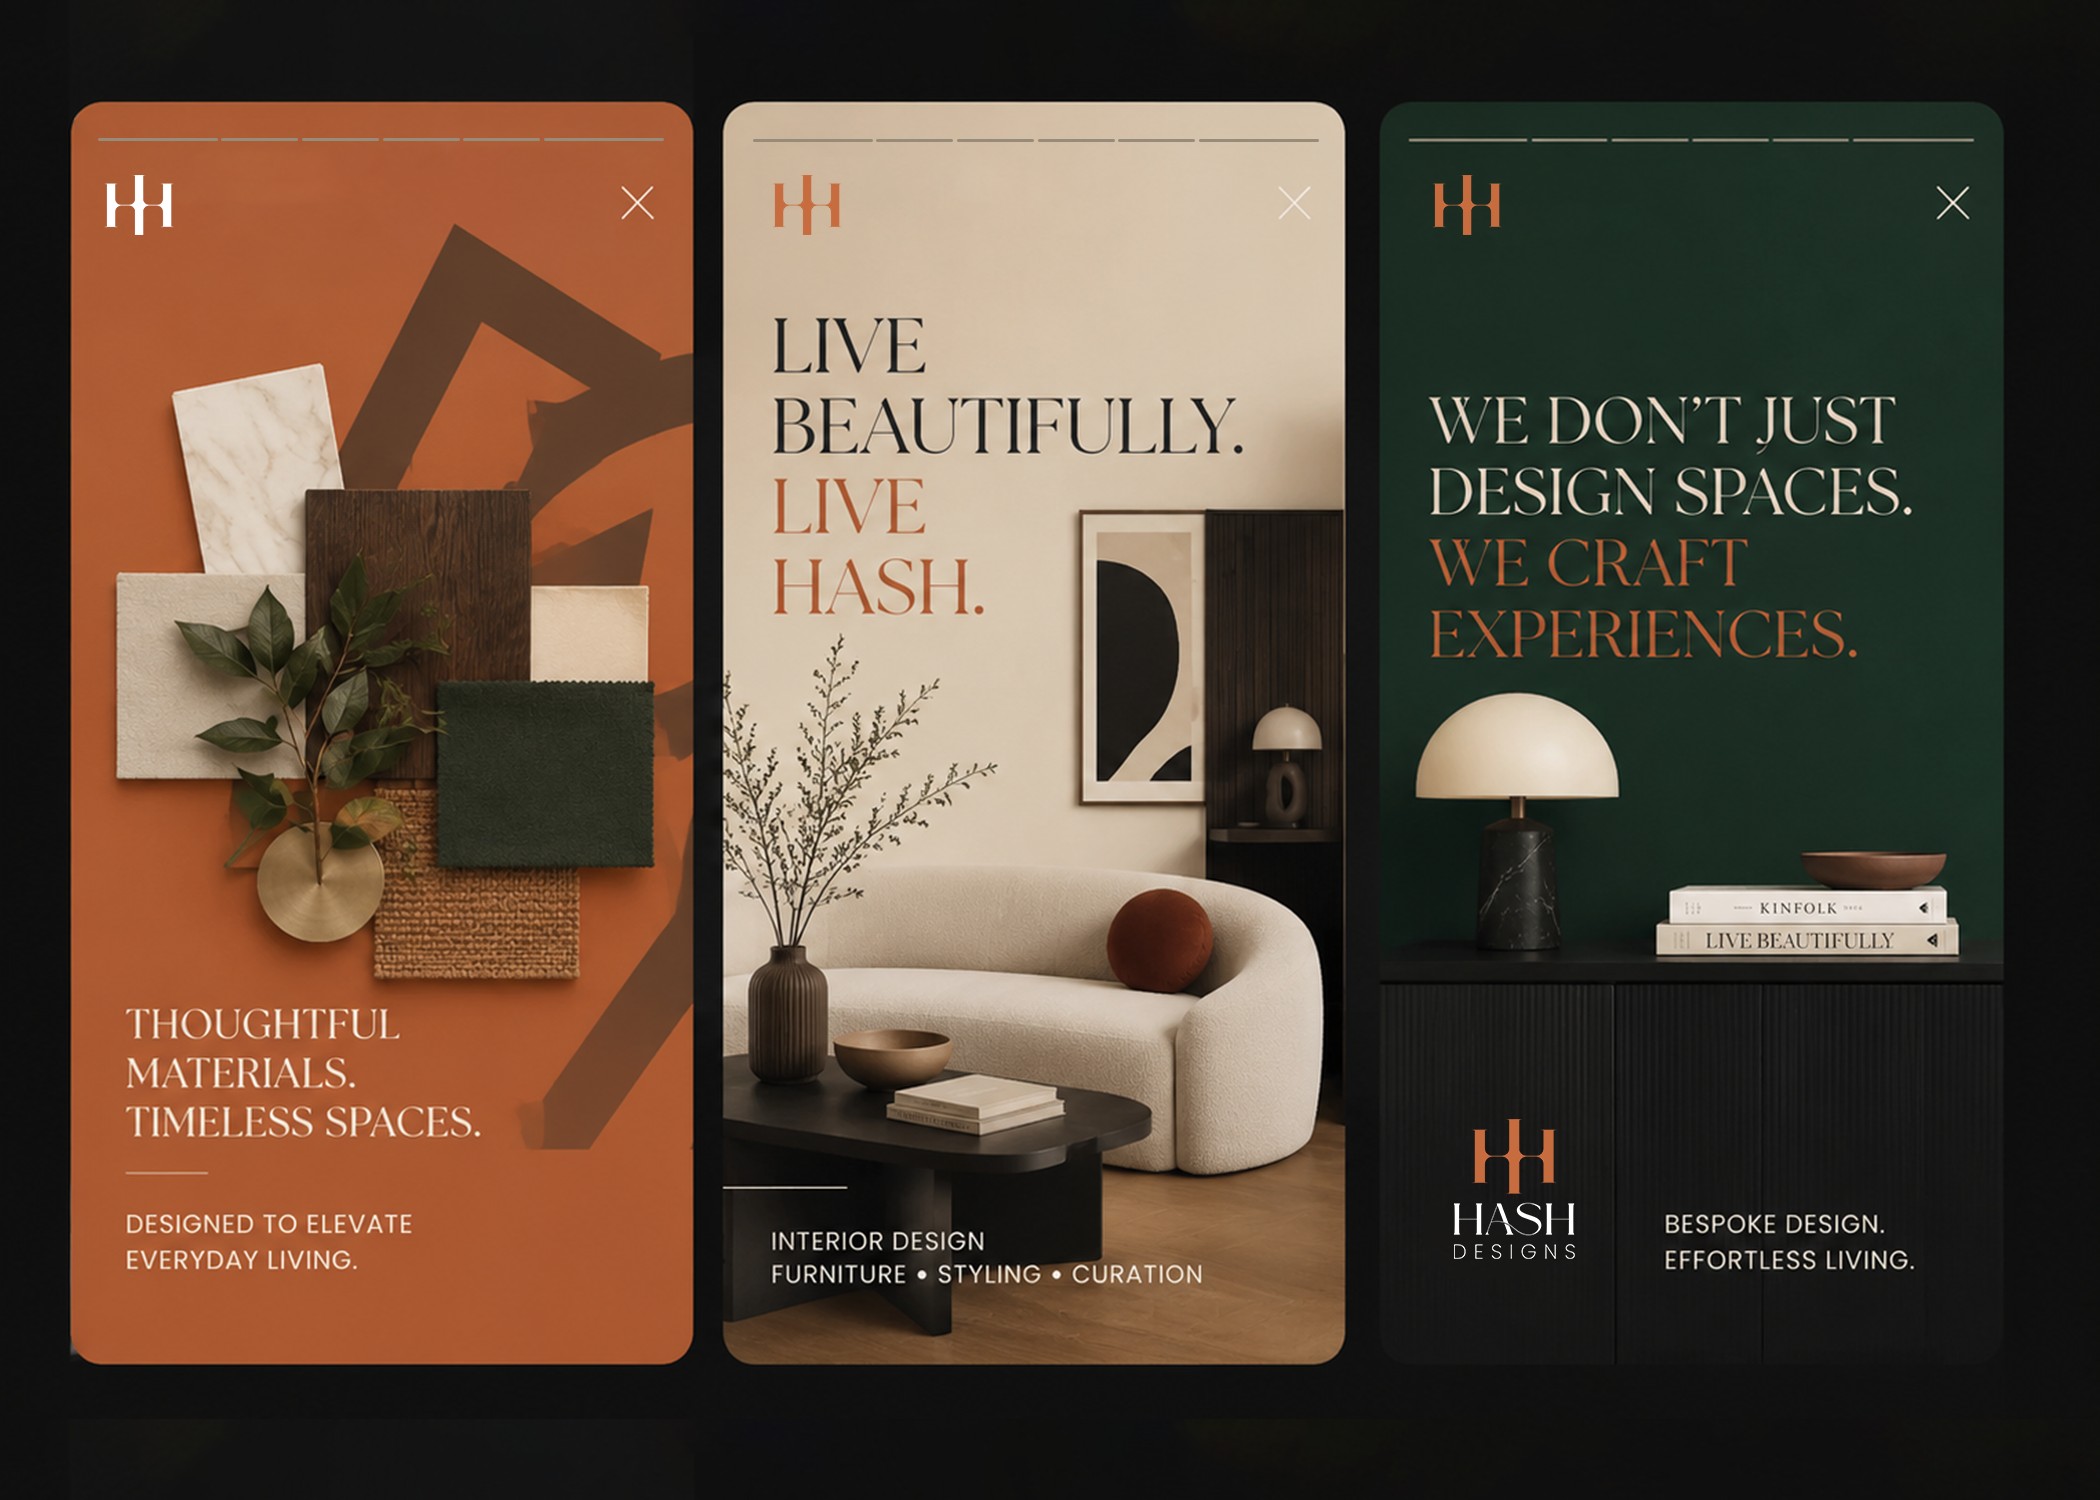 THOUGHTFUL
MATERIALS.
TIMELESS SPACES.
DESIGNED TO ELEVATE
EVERYDAY LIVING.
LIVE
BEAUTIFULLY.
LIVE
HASH.
INTERIOR DESIGN
FURNITURE • STYLING • CURATION
WE DON’T JUST
DESIGN SPACES.
WE CRAFT
EXPERIENCES.
KINFOLK
LIVE BEAUTIFULLY
HASH
DESIGNS
BESPOKE DESIGN.
EFFORTLESS LIVING.